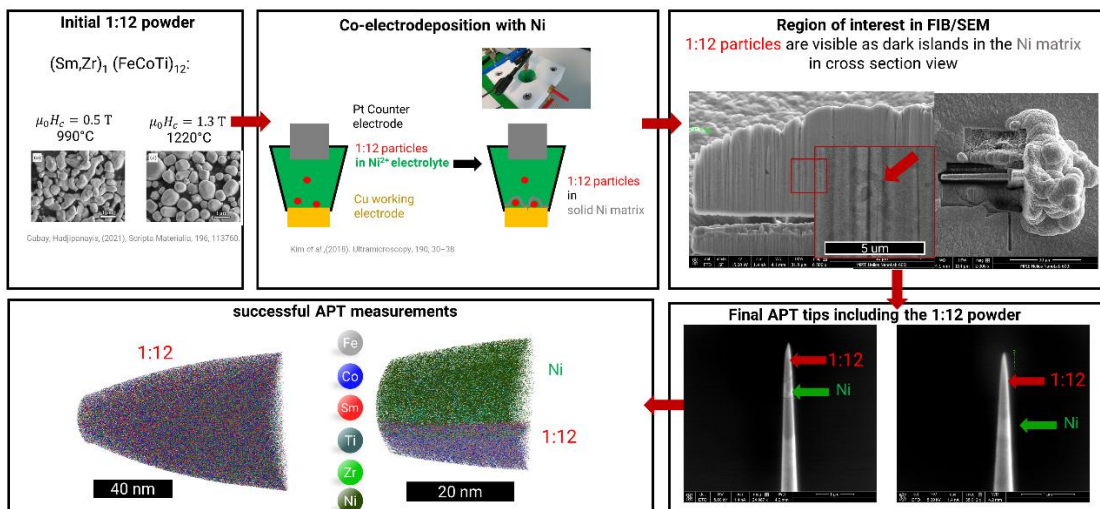 Initial 1:12 powder
(Sm,Zr)₁ (FeCoTi)₁₂:
μ₀H_c = 0.5 T
990°C
μ₀H_c = 1.3 T
1220°C
Gabay, Hadjipanayis, (2021). Scripta Materialia, 196, 113760.
Co-electrodeposition with Ni
Pt Counter
electrode
1:12 particles
in Ni²⁺ electrolyte
Cu working
electrode
1:12 particles
in
solid Ni matrix
Kim et al.,(2018). Ultramicroscopy, 190, 30–38
Region of interest in FIB/SEM
1:12 particles are visible as dark islands in the Ni matrix
in cross section view
5 um
successful APT measurements
1:12
40 nm
Fe
Co
Sm
Ti
Zr
Ni
Ni
1:12
20 nm
Final APT tips including the 1:12 powder
1:12
Ni
1:12
Ni